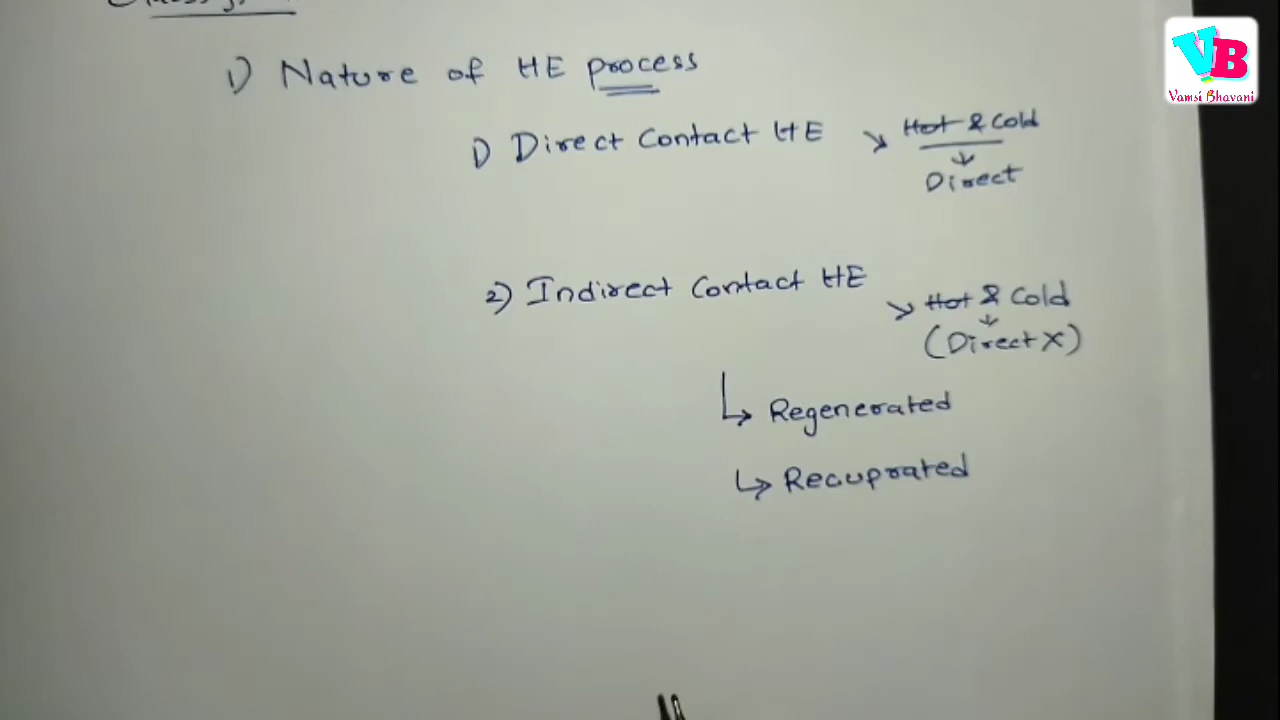 VB
Vamsi Bhavani
1) Nature of HE process
1) Direct Contact HE ↘ Hot & Cold
↓
Direct
2) Indirect Contact HE
↘ Hot & Cold
↓
(Direct X)
↳ Regenerated
↳ Recuprated